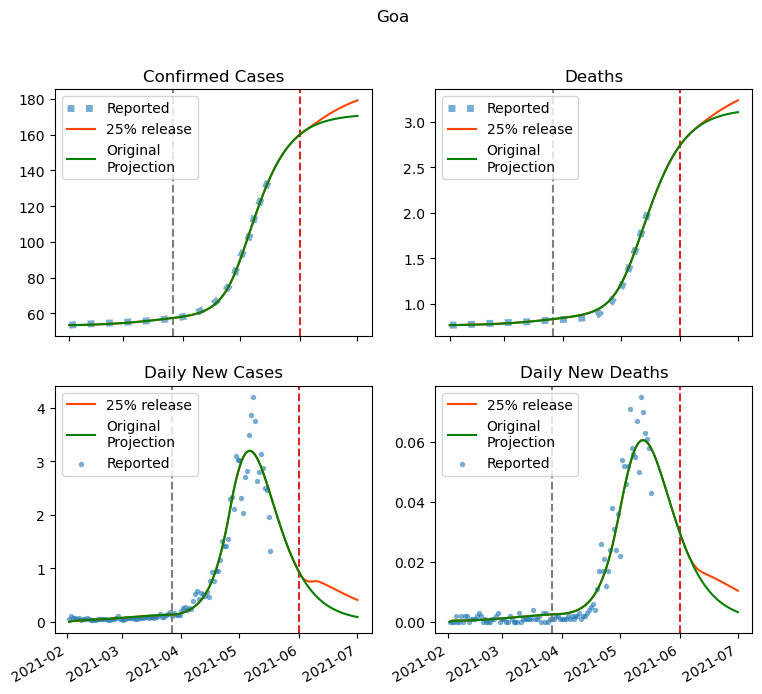 Goa
Confirmed Cases
Reported
25% release
Original
Projection
180
160
140
120
100
80
60
Deaths
Reported
25% release
Original
Projection
3.0
2.5
2.0
1.5
1.0
Daily New Cases
25% release
Original
Projection
Reported
4
3
2
1
0
2021-02
2021-03
2021-04
2021-05
2021-06
2021-07
Daily New Deaths
25% release
Original
Projection
Reported
0.06
0.04
0.02
0.00
2021-02
2021-03
2021-04
2021-05
2021-06
2021-07